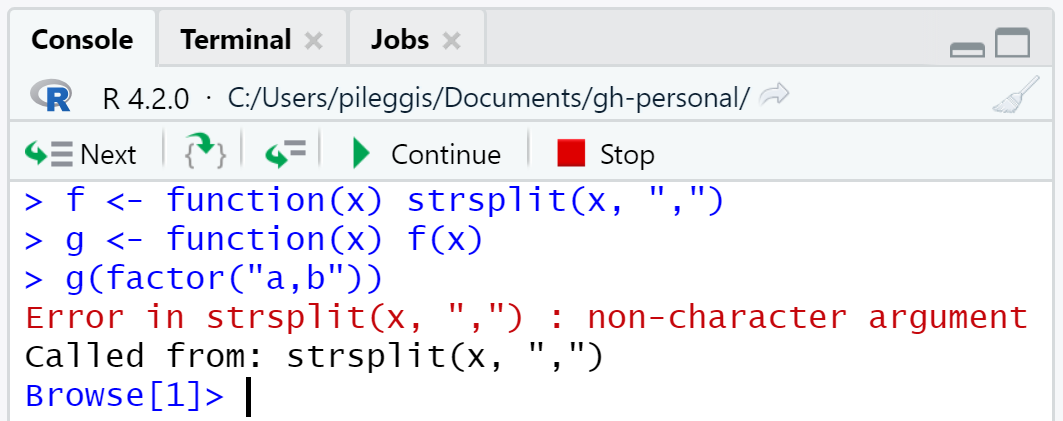 Console Terminal Jobs
R R 4.2.0 · C:/Users/pileggis/Documents/gh-personal/
Next Continue Stop
> f <- function(x) strsplit(x, ",")
> g <- function(x) f(x)
> g(factor("a,b"))
Error in strsplit(x, ",") : non-character argument
Called from: strsplit(x, ",")
Browse[1]>